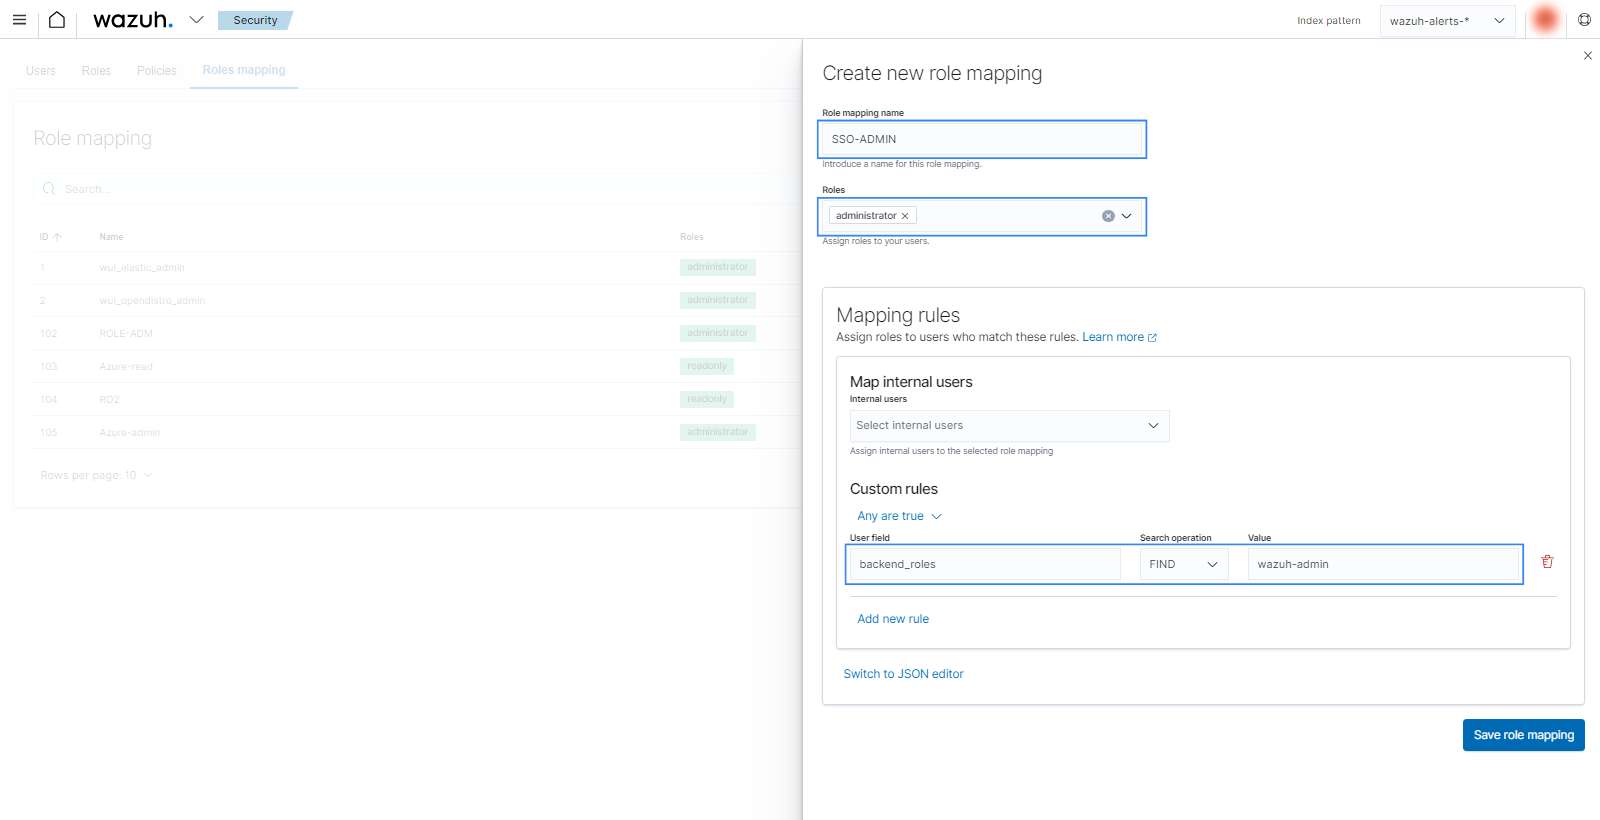 wazuh. Security Index pattern wazuh-alerts-*
Users Roles Policies Roles mapping
Role mapping
Search...
ID Name Roles
1 wui_elastic_admin administrator
2 wui_opendistro_admin administrator
102 ROLE-ADM administrator
103 Azure-read readonly
104 RO2 readonly
105 Azure-admin administrator
Rows per page: 10
Create new role mapping
Role mapping name
SSO-ADMIN
Introduce a name for this role mapping.
Roles
administrator
Assign roles to your users.
Mapping rules
Assign roles to users who match these rules. Learn more
Map internal users
Internal users
Select internal users
Assign internal users to the selected role mapping
Custom rules
Any are true
User field Search operation Value
backend_roles FIND wazuh-admin
Add new rule
Switch to JSON editor
Save role mapping